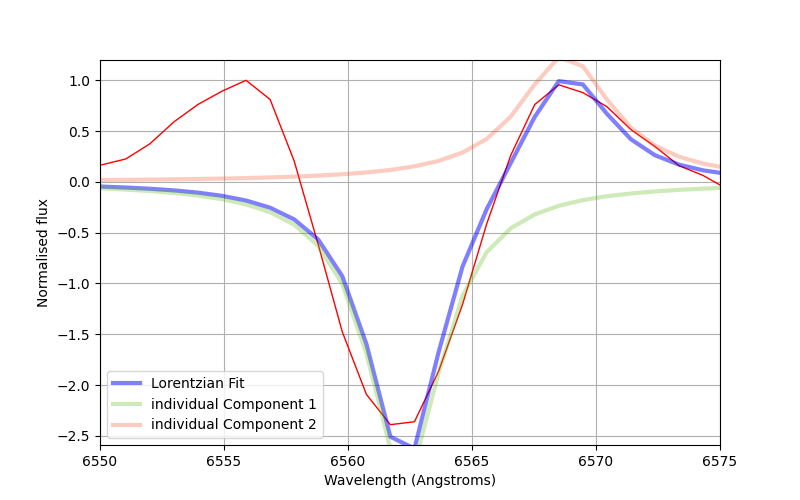 1.0
0.5
0.0
−0.5
−1.0
−1.5
−2.0
−2.5
Normalised flux
Lorentzian Fit
individual Component 1
individual Component 2
6550 6555 6560 6565 6570 6575
Wavelength (Angstroms)